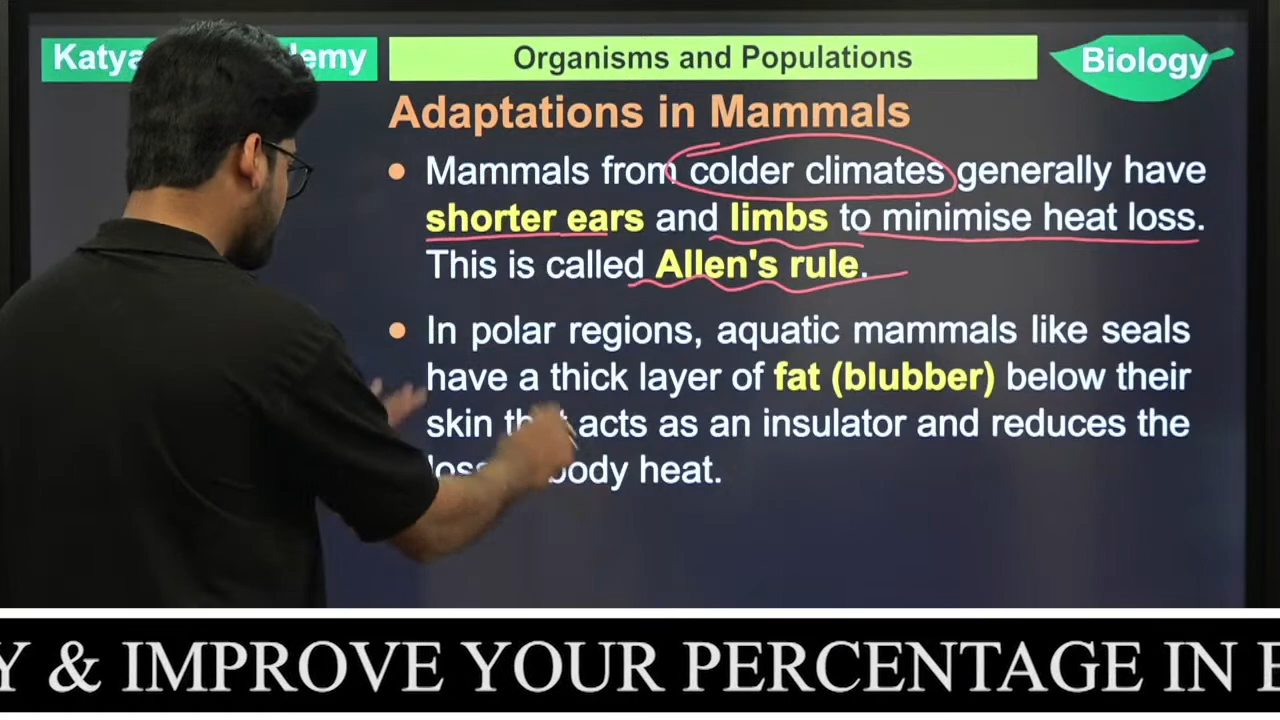 Katya emy
Organisms and Populations
Biology
Adaptations in Mammals
• Mammals from colder climates generally have
shorter ears and limbs to minimise heat loss.
This is called Allen's rule.
• In polar regions, aquatic mammals like seals
have a thick layer of fat (blubber) below their
skin acts as an insulator and reduces the
body heat.
Y & IMPROVE YOUR PERCENTAGE IN